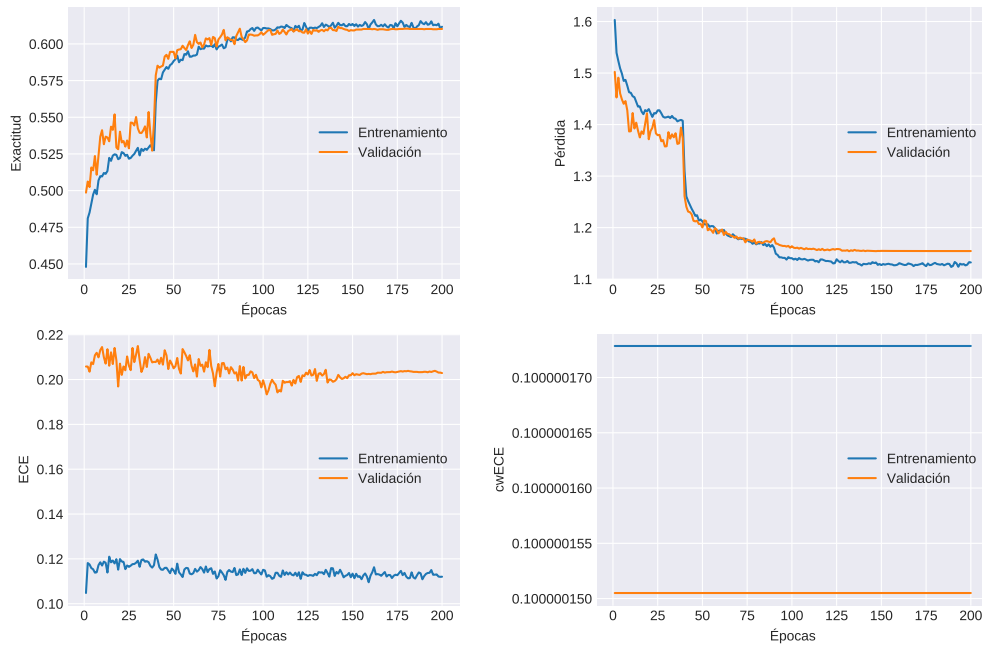 Exactitud
0.600
0.575
0.550
0.525
0.500
0.475
0.450
Entrenamiento
Validación
0 25 50 75 100 125 150 175 200
Épocas
Pérdida
1.6
1.5
1.4
1.3
1.2
1.1
Entrenamiento
Validación
0 25 50 75 100 125 150 175 200
Épocas
ECE
0.22
0.20
0.18
0.16
0.14
0.12
0.10
Entrenamiento
Validación
0 25 50 75 100 125 150 175 200
Épocas
cwECE
0.100000170
0.100000165
0.100000160
0.100000155
0.100000150
Entrenamiento
Validación
0 25 50 75 100 125 150 175 200
Épocas